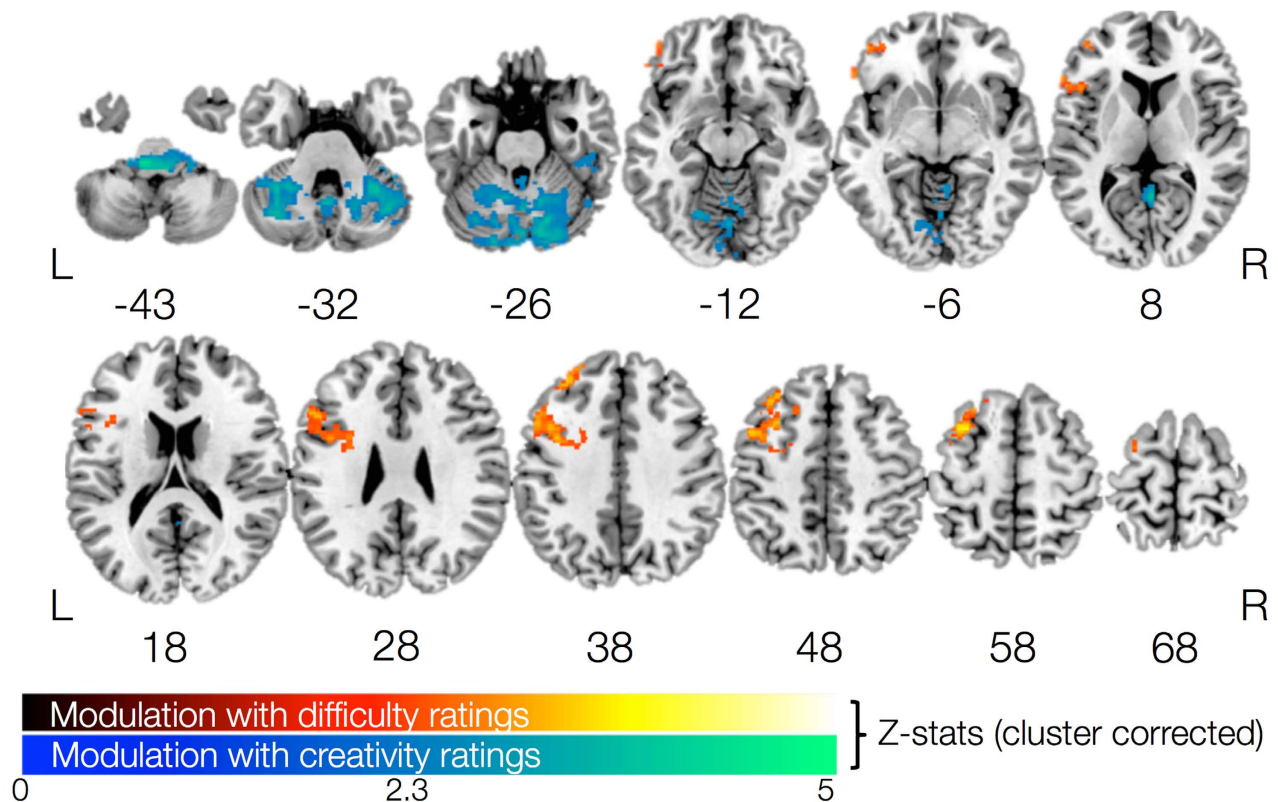 L R
-43 -32 -26 -12 -6 8
L R
18 28 38 48 58 68
Modulation with difficulty ratings
Modulation with creativity ratings
Z-stats (cluster corrected)
0 2.3 5